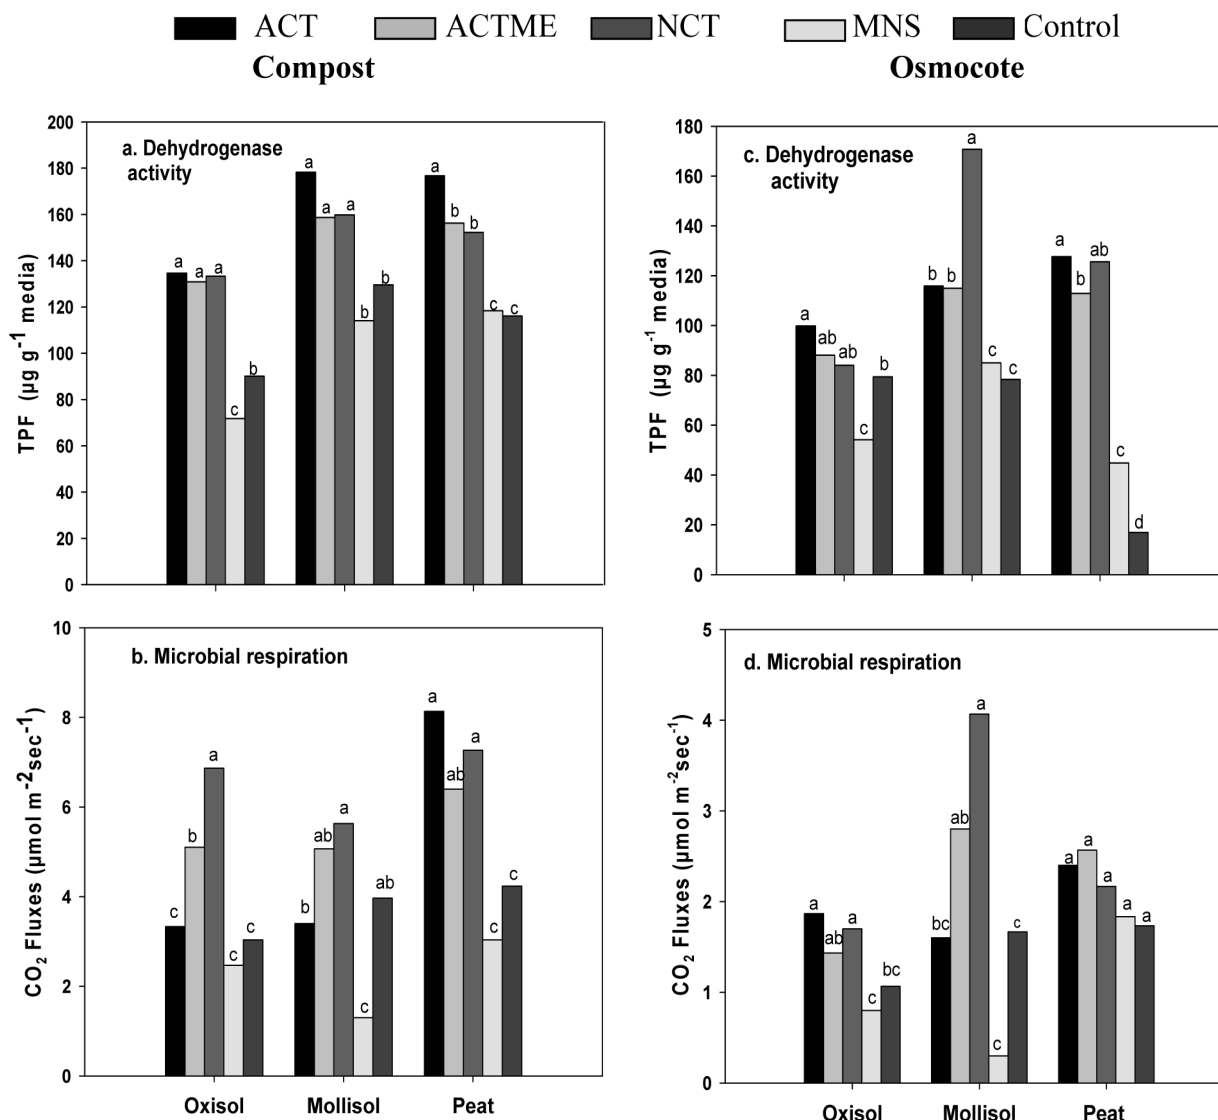 ACT ACTME NCT MNS Control
Compost Osmocote
a. Dehydrogenase
activity
TPF (µg g⁻¹ media)
200
180
160
140
120
100
80
60
40
20
0
a a a c b
a a a b b
a b b c c
c. Dehydrogenase
activity
TPF (µg g⁻¹ media)
180
160
140
120
100
80
60
40
20
0
a ab ab c b
b b a c c
a b ab c d
b. Microbial respiration
CO₂ Fluxes (µmol m⁻²sec⁻¹)
10
8
6
4
2
0
c b a c c
b ab a c ab
a ab a c c
Oxisol Mollisol Peat
d. Microbial respiration
CO₂ Fluxes (µmol m⁻²sec⁻¹)
5
4
3
2
1
0
a ab a c bc
bc ab a c c
a a a a a
Oxisol Mollisol Peat